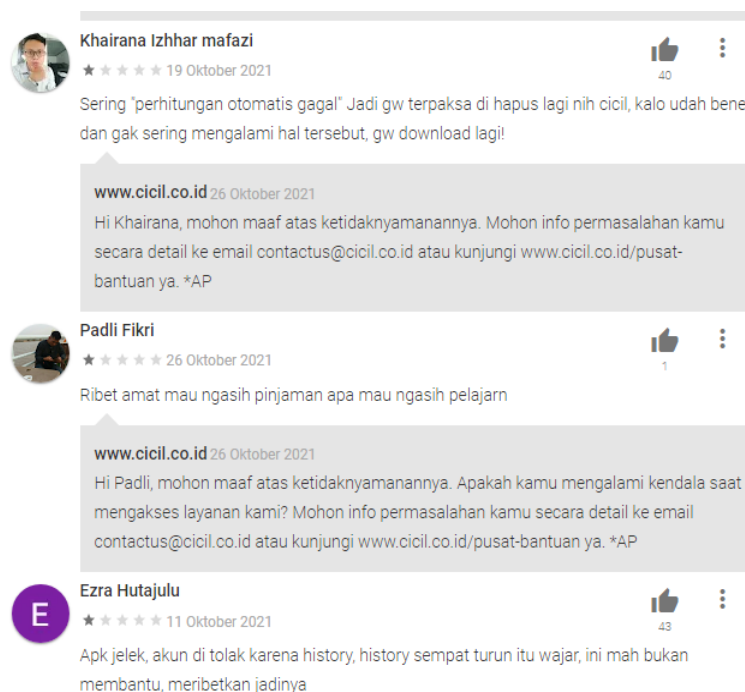 Khairana Izhhar mafazi
19 Oktober 2021
40
Sering "perhitungan otomatis gagal" Jadi gw terpaksa di hapus lagi nih cicil, kalo udah bene
dan gak sering mengalami hal tersebut, gw download lagi!
www.cicil.co.id 26 Oktober 2021
Hi Khairana, mohon maaf atas ketidaknyamanannya. Mohon info permasalahan kamu
secara detail ke email contactus@cicil.co.id atau kunjungi www.cicil.co.id/pusat-
bantuan ya. *AP
Padli Fikri
26 Oktober 2021
1
Ribet amat mau ngasih pinjaman apa mau ngasih pelajarn
www.cicil.co.id 26 Oktober 2021
Hi Padli, mohon maaf atas ketidaknyamanannya. Apakah kamu mengalami kendala saat
mengakses layanan kami? Mohon info permasalahan kamu secara detail ke email
contactus@cicil.co.id atau kunjungi www.cicil.co.id/pusat-bantuan ya. *AP
E
Ezra Hutajulu
11 Oktober 2021
43
Apk jelek, akun di tolak karena history, history sempat turun itu wajar, ini mah bukan
membantu, meribetkan jadinya